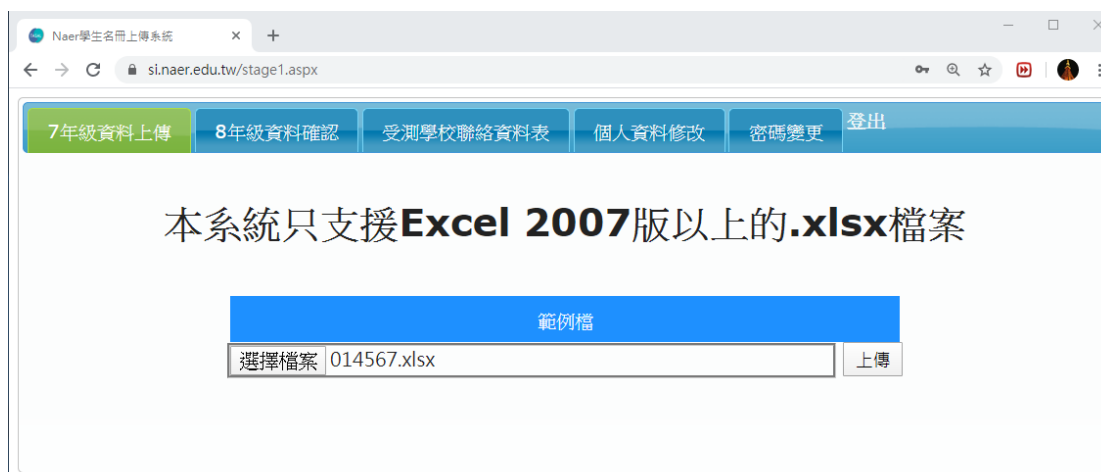 Naer學生名冊上傳系統
si.naer.edu.tw/stage1.aspx
7年級資料上傳 8年級資料確認 受測學校聯絡資料表 個人資料修改 密碼變更 登出
本系統只支援Excel 2007版以上的.xlsx檔案
範例檔
選擇檔案 014567.xlsx 上傳